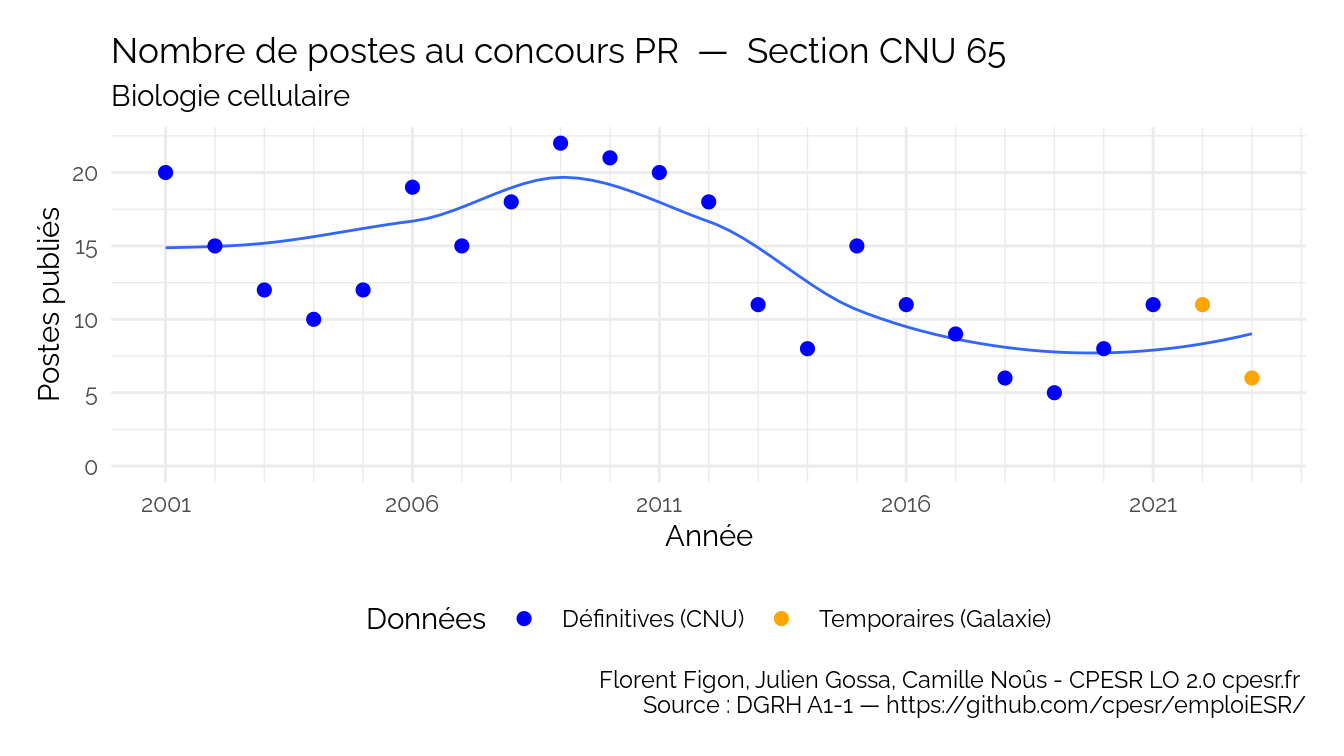 Nombre de postes au concours PR — Section CNU 65
Biologie cellulaire
Postes publiés
20
15
10
5
0
2001 2006 2011 2016 2021
Année
Données Définitives (CNU) Temporaires (Galaxie)
Florent Figon, Julien Gossa, Camille Noûs - CPESR LO 2.0 cpesr.fr
Source : DGRH A1-1 — https://github.com/cpesr/emploiESR/